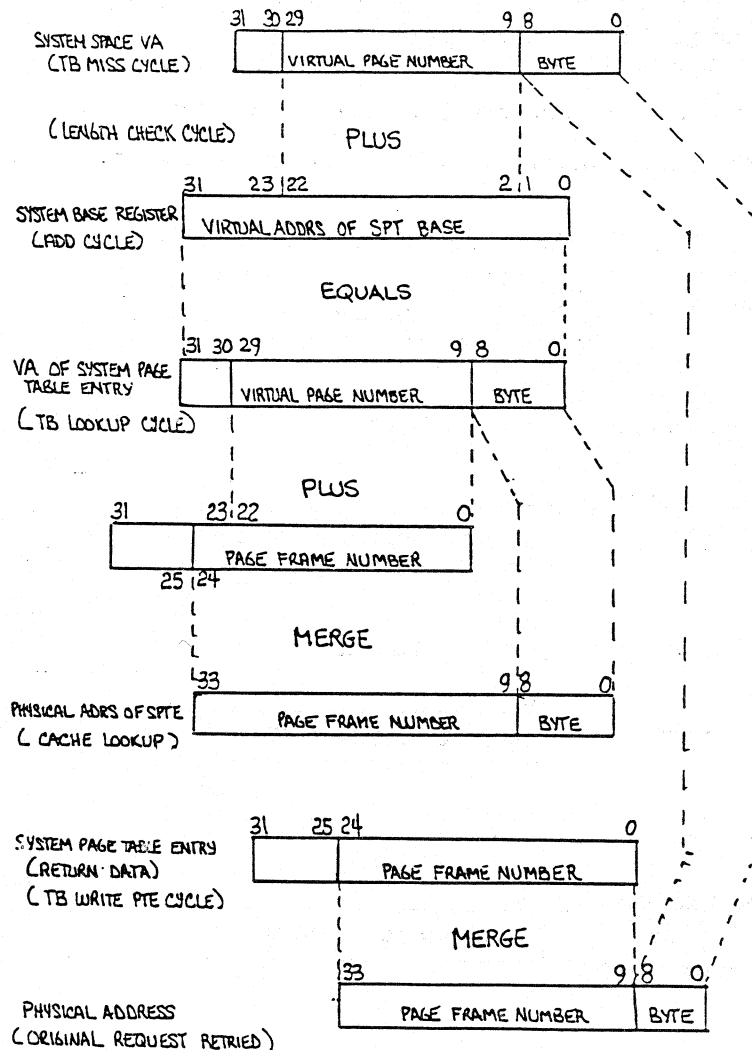 31 30 29 9 8 0
SYSTEM SPACE VA
(TB MISS CYCLE)
VIRTUAL PAGE NUMBER BYTE
(LENGTH CHECK CYCLE)
PLUS
31 23 22 2 1 0
SYSTEM BASE REGISTER
(ADD CYCLE)
VIRTUAL ADDRS OF SPT BASE
EQUALS
31 30 29 9 8 0
VA OF SYSTEM PAGE
TABLE ENTRY
(TB LOOKUP CYCLE)
VIRTUAL PAGE NUMBER BYTE
PLUS
31 23 22 0
PAGE FRAME NUMBER
25 24
MERGE
33 9 8 0
PHYSICAL ADRS OF SPTE
(CACHE LOOKUP)
PAGE FRAME NUMBER BYTE
31 25 24 0
SYSTEM PAGE TABLE ENTRY
(RETURN DATA)
(TB WRITE PTE CYCLE)
PAGE FRAME NUMBER
MERGE
33 9 8 0
PHYSICAL ADDRESS
(ORIGINAL REQUEST RETRIED)
PAGE FRAME NUMBER BYTE